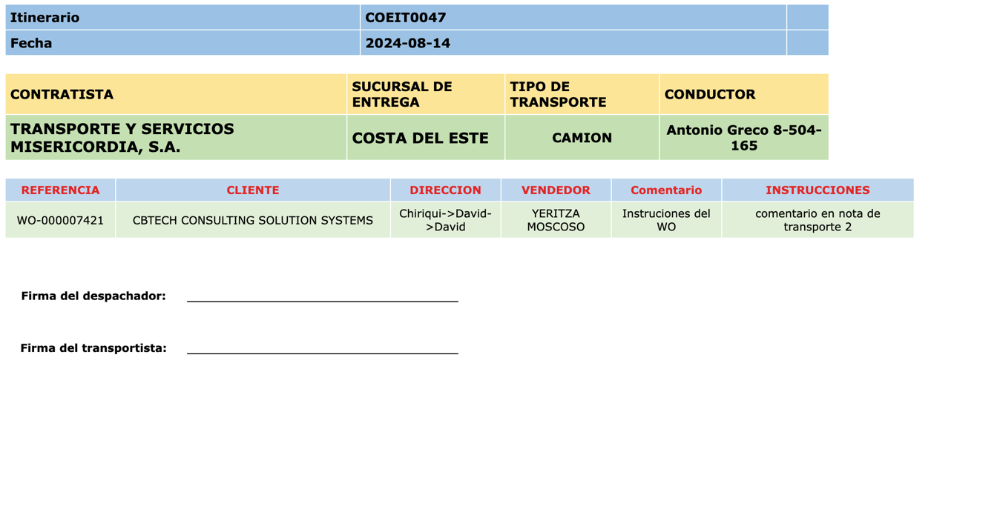 Itinerario COEIT0047
Fecha 2024-08-14
CONTRATISTA SUCURSAL DE ENTREGA TIPO DE TRANSPORTE CONDUCTOR
TRANSPORTE Y SERVICIOS MISERICORDIA, S.A. COSTA DEL ESTE CAMION Antonio Greco 8-504-165
REFERENCIA CLIENTE DIRECCION VENDEDOR Comentario INSTRUCCIONES
WO-000007421 CBTECH CONSULTING SOLUTION SYSTEMS Chiriqui->David->David YERITZA MOSCOSO Instruciones del WO comentario en nota de transporte 2
Firma del despachador:
Firma del transportista: